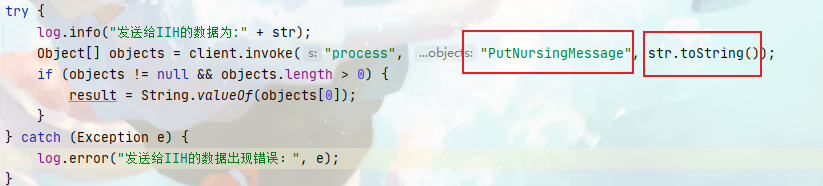 try {
log.info("发送给IIH的数据为:" + str);
Object[] objects = client.invoke( s: "process", ...objects: "PutNursingMessage", str.toString());
if (objects != null && objects.length > 0) {
result = String.valueOf(objects[0]);
}
} catch (Exception e) {
log.error("发送给IIH的数据出现错误：", e);
}